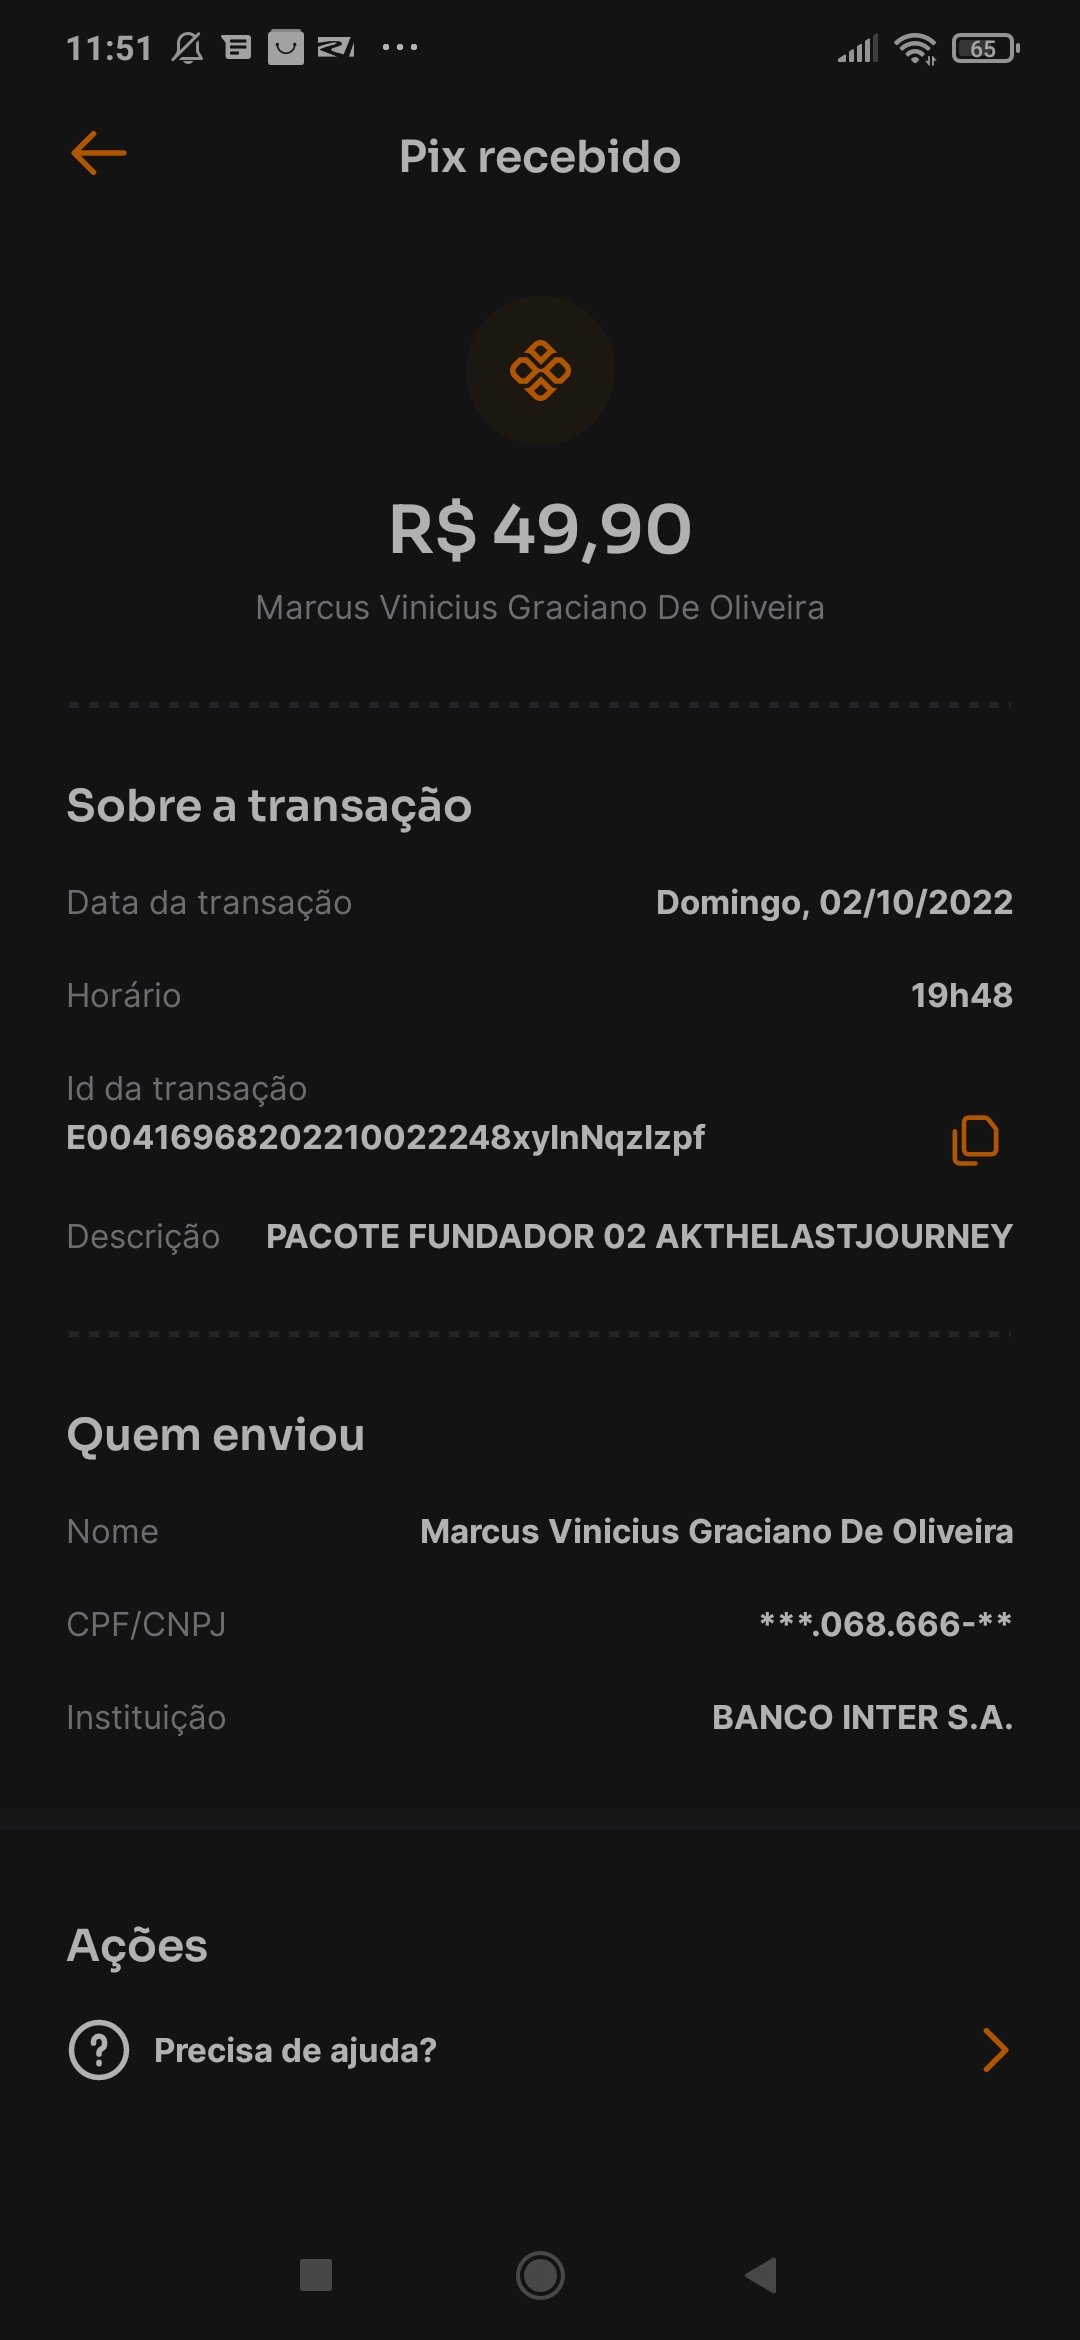 11:51
65
Pix recebido
R$ 49,90
Marcus Vinicius Graciano De Oliveira
Sobre a transação
Data da transação Domingo, 02/10/2022
Horário 19h48
Id da transação
E00416968202210022248xyInNqzIzpf
Descrição PACOTE FUNDADOR 02 AKTHELASTJOURNEY
Quem enviou
Nome Marcus Vinicius Graciano De Oliveira
CPF/CNPJ ***.068.666-**
Instituição BANCO INTER S.A.
Ações
Precisa de ajuda?